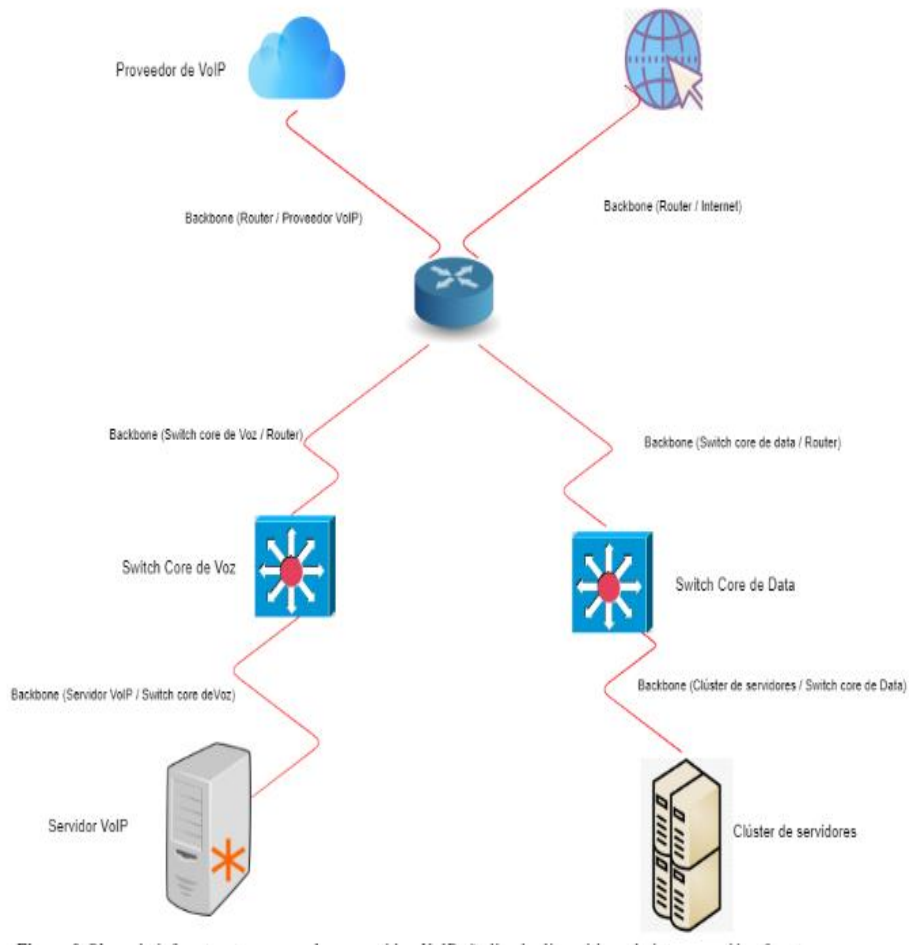 Proveedor de VoIP
Backbone (Router / Proveedor VoIP)
Backbone (Router / Internet)
Backbone (Switch core de Voz / Router)
Backbone (Switch core de data / Router)
Switch Core de Voz
Switch Core de Data
Backbone (Servidor VoIP / Switch core deVoz)
Backbone (Clúster de servidores / Switch core de Data)
Servidor VoIP
Clúster de servidores